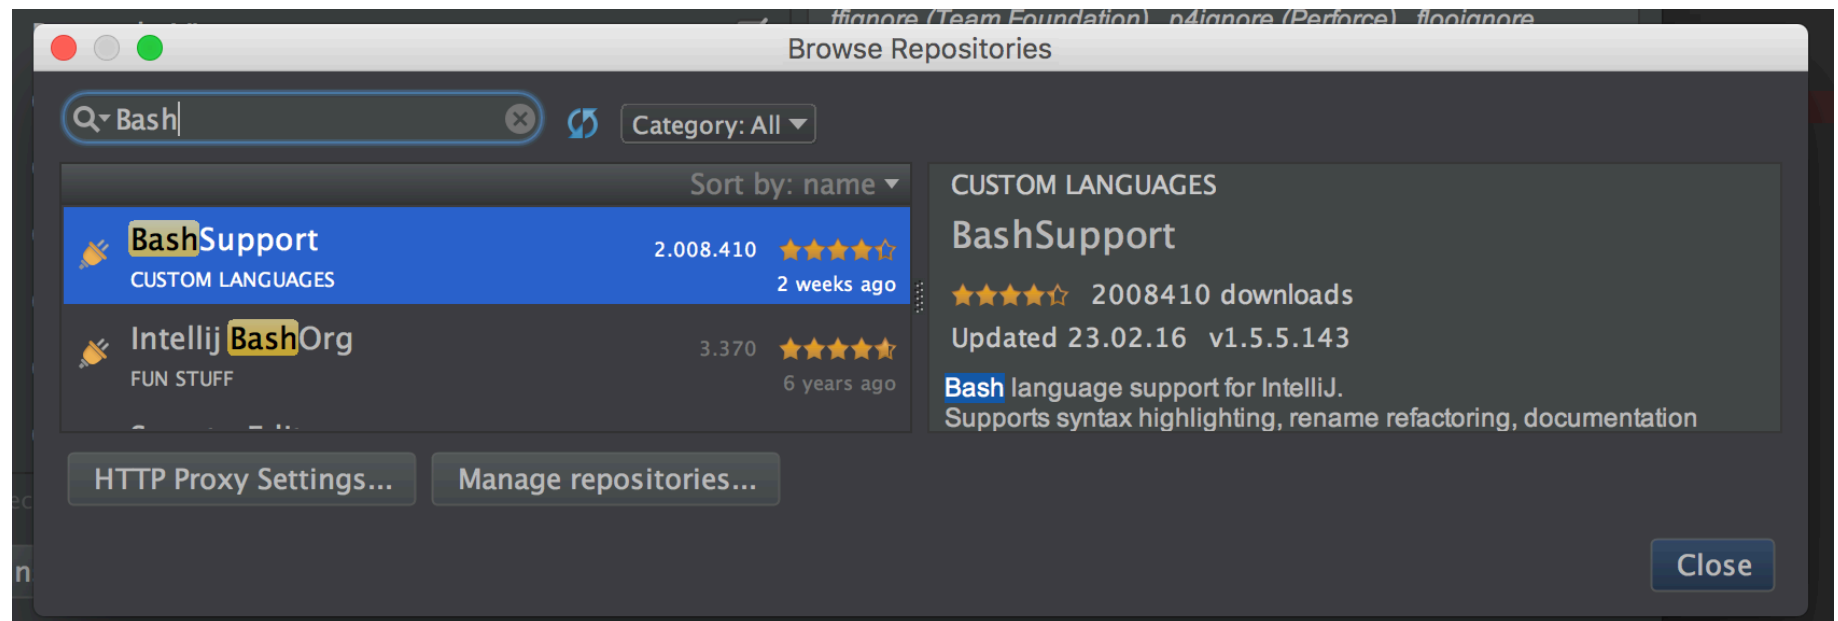 ffignore (Team Foundation), p4ignore (Perforce), flooignore
Browse Repositories
Bash
Category: All
Sort by: name
BashSupport
2.008.410
CUSTOM LANGUAGES
2 weeks ago
Intellij BashOrg
3.370
FUN STUFF
6 years ago
CUSTOM LANGUAGES
BashSupport
2008410 downloads
Updated 23.02.16 v1.5.5.143
Bash language support for IntelliJ.
Supports syntax highlighting, rename refactoring, documentation
HTTP Proxy Settings...
Manage repositories...
Close